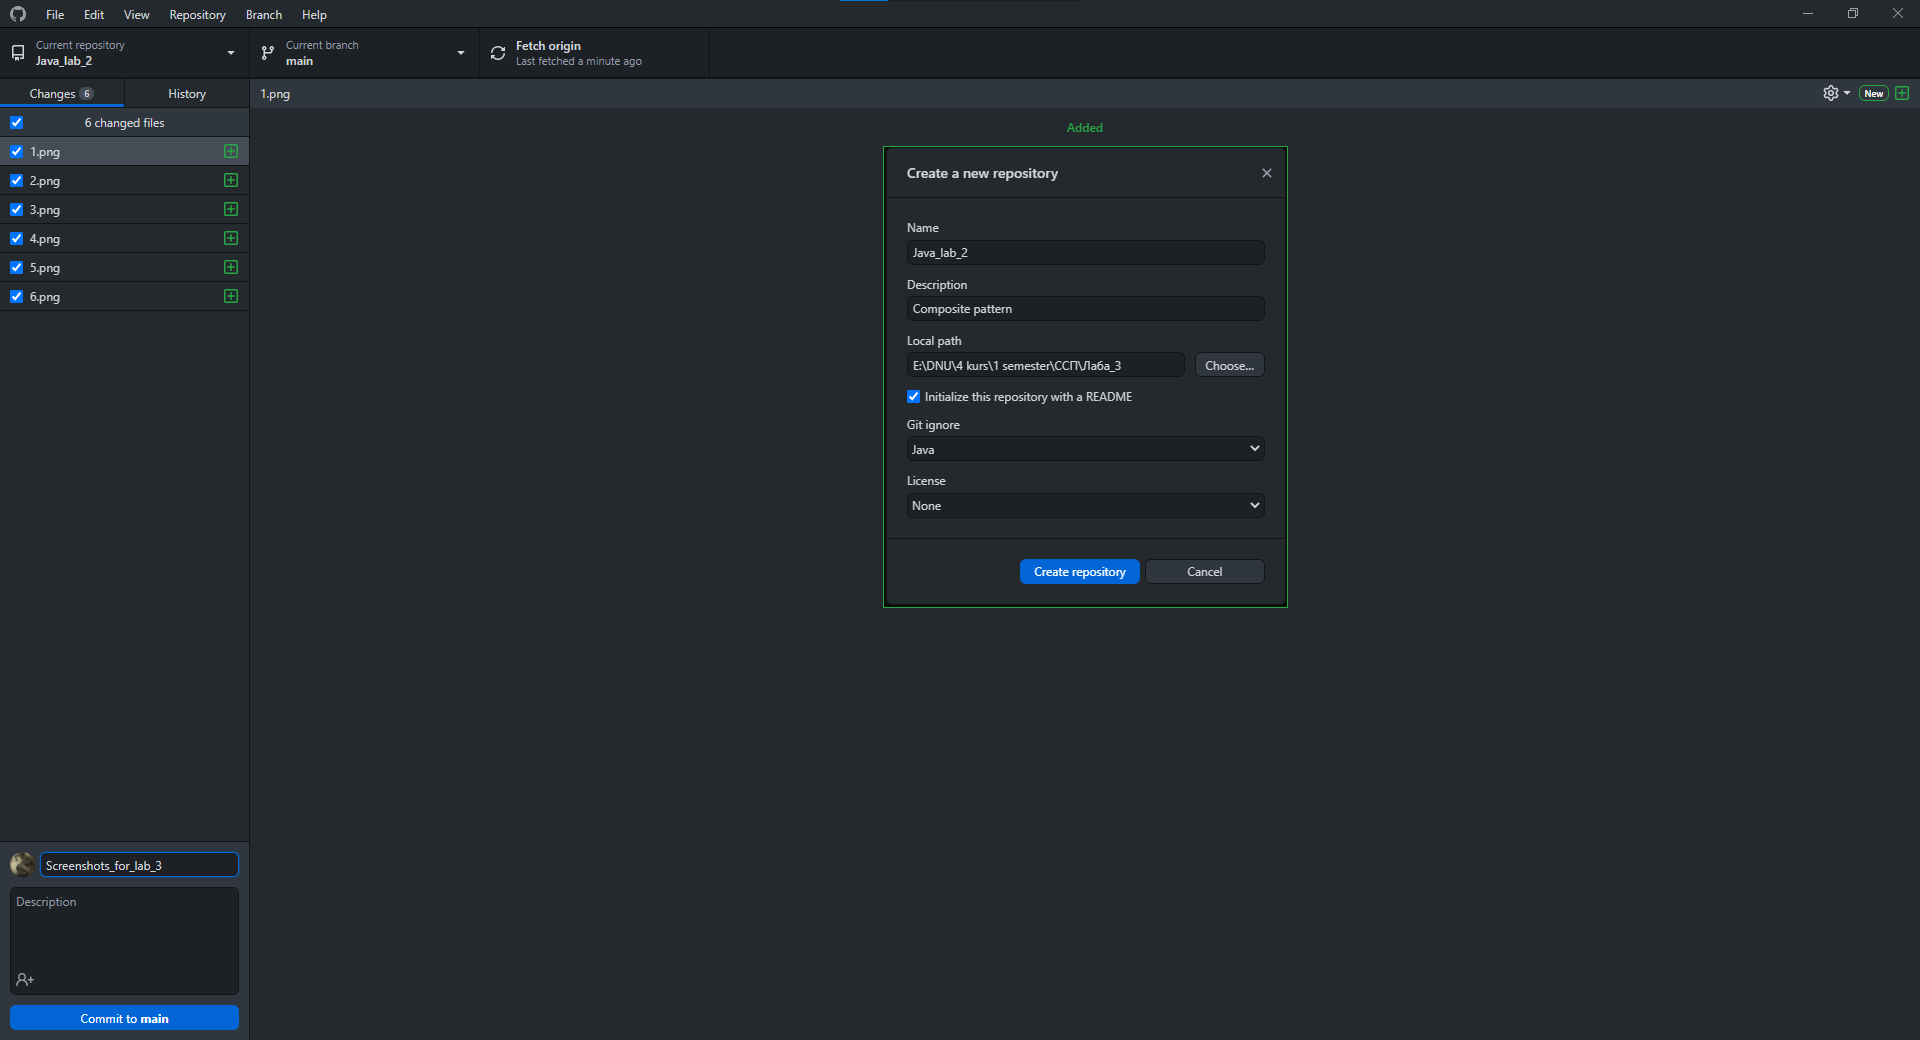 File Edit View Repository Branch Help
Current repository
Java_lab_2
Current branch
main
Fetch origin
Last fetched a minute ago
Changes 6
History
1.png
New
6 changed files
1.png
2.png
3.png
4.png
5.png
6.png
Added
Create a new repository
Name
Java_lab_2
Description
Composite pattern
Local path
E:\DNU\4 kurs\1 semester\ССП\Лаба_3
Choose...
Initialize this repository with a README
Git ignore
Java
License
None
Create repository
Cancel
Screenshots_for_lab_3
Description
Commit to main